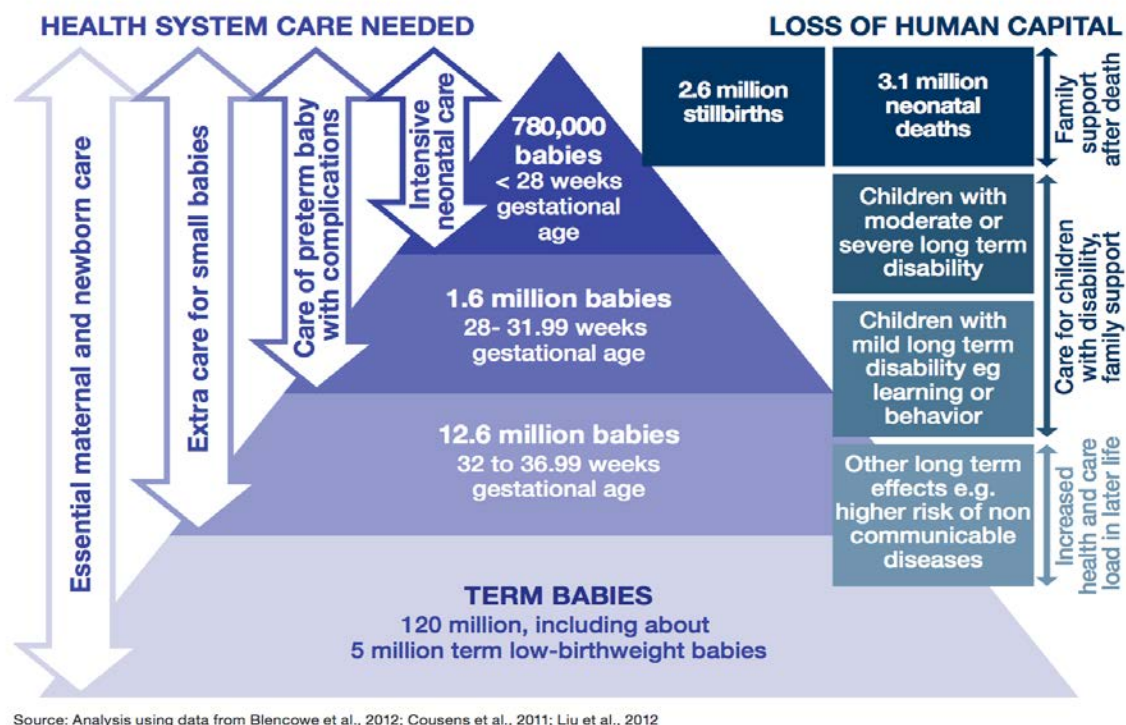 HEALTH SYSTEM CARE NEEDED
Essential maternal and newborn care
Extra care for small babies
Care of preterm baby
with complications
Intensive
neonatal care
780,000
babies
< 28 weeks
gestational
age
1.6 million babies
28- 31.99 weeks
gestational age
12.6 million babies
32 to 36.99 weeks
gestational age
TERM BABIES
120 million, including about
5 million term low-birthweight babies
LOSS OF HUMAN CAPITAL
2.6 million
stillbirths
3.1 million
neonatal
deaths
Family
support
after death
Children with
moderate or
severe long term
disability
Children with
mild long term
disability eg
learning or
behavior
Care for children
with disability,
family support
Other long term
effects e.g.
higher risk of non
communicable
diseases
Increased
health and care
load in later life
Source: Analysis using data from Blencowe et al., 2012; Cousens et al., 2011; Liu et al., 2012